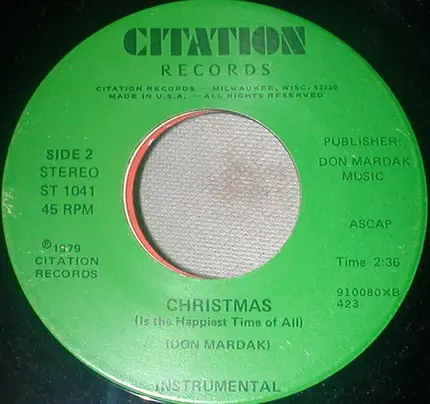 CITATION
RECORDS
CITATION RECORDS — MILWAUKEE, WISC. 53220
MADE IN U.S.A. — ALL RIGHTS RESERVED
SIDE 2
STEREO
ST 1041
45 RPM
PUBLISHER:
DON MARDAK
MUSIC
ASCAP
℗1979
CITATION
RECORDS
Time 2:36
910080XB
423
CHRISTMAS
(Is the Happiest Time of All)
(DON MARDAK)
INSTRUMENTAL